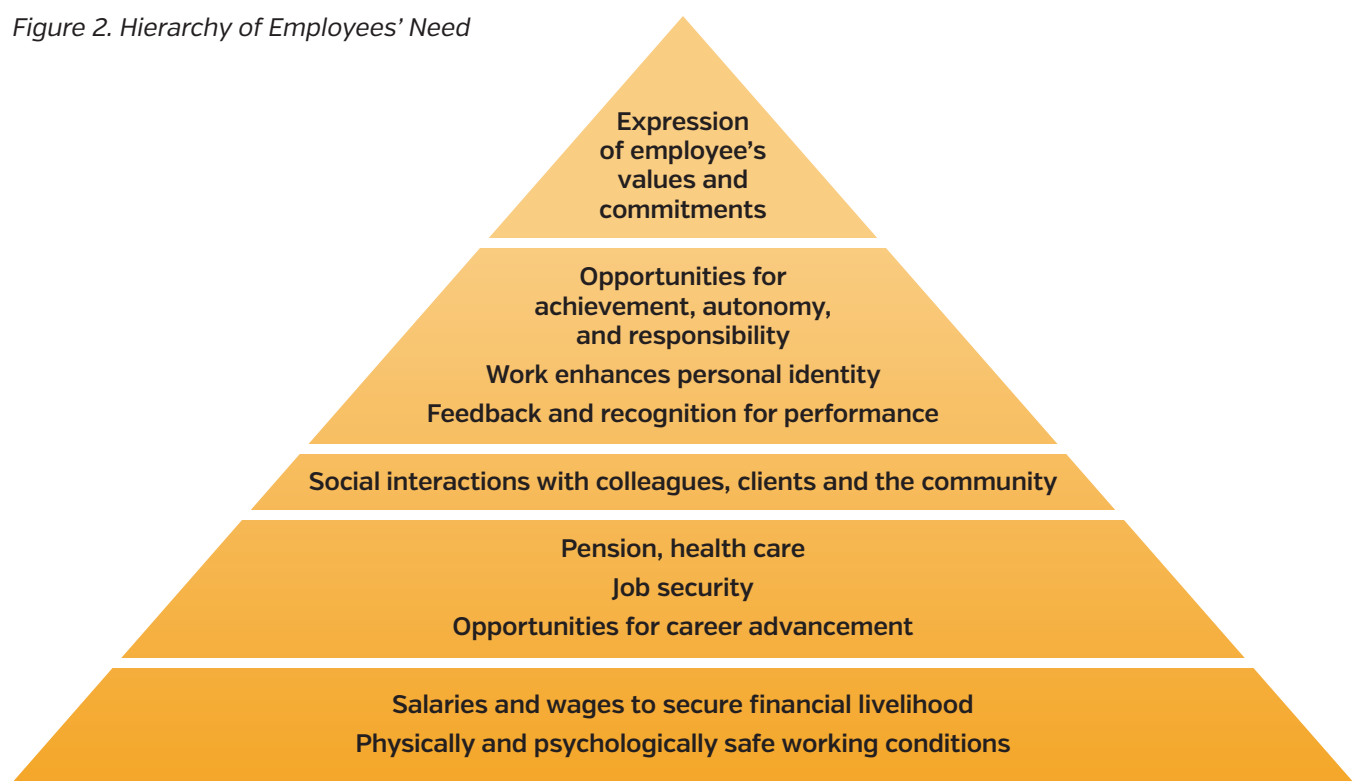 Figure 2. Hierarchy of Employees’ Need
Expression
of employee’s
values and
commitments
Opportunities for
achievement, autonomy,
and responsibility
Work enhances personal identity
Feedback and recognition for performance
Social interactions with colleagues, clients and the community
Pension, health care
Job security
Opportunities for career advancement
Salaries and wages to secure financial livelihood
Physically and psychologically safe working conditions